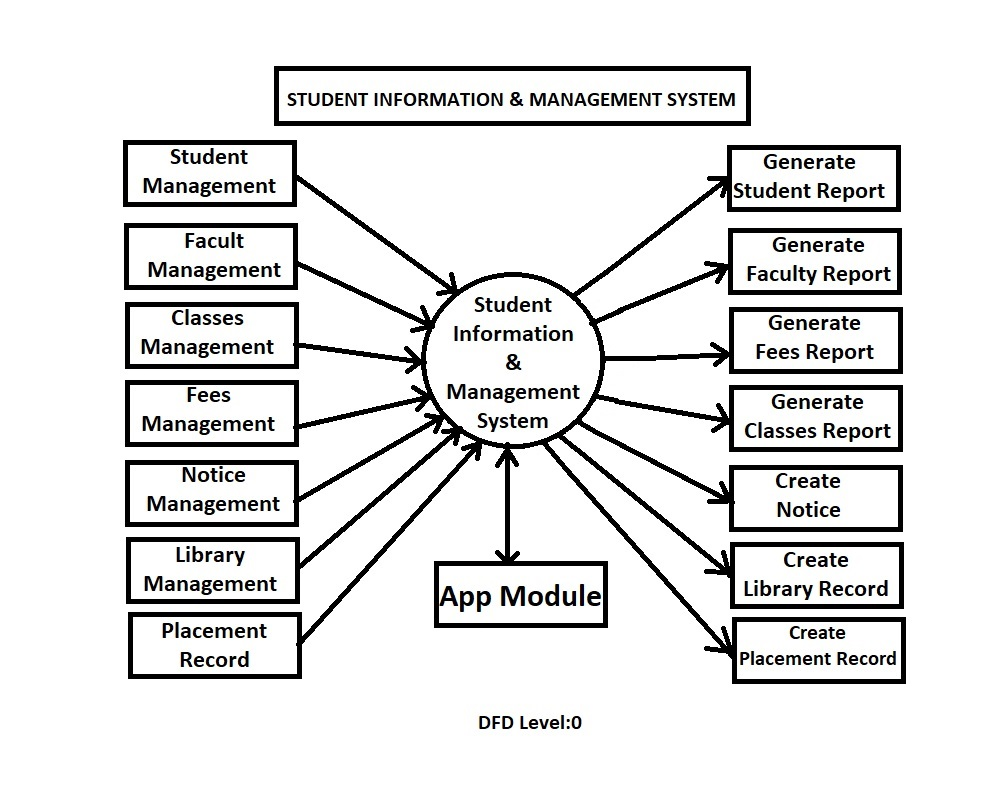 STUDENT INFORMATION & MANAGEMENT SYSTEM
Student
Management
Facult
Management
Classes
Management
Fees
Management
Notice
Management
Library
Management
Placement
Record
Student
Information
&
Management
System
App Module
Generate
Student Report
Generate
Faculty Report
Generate
Fees Report
Generate
Classes Report
Create
Notice
Create
Library Record
Create
Placement Record
DFD Level:0